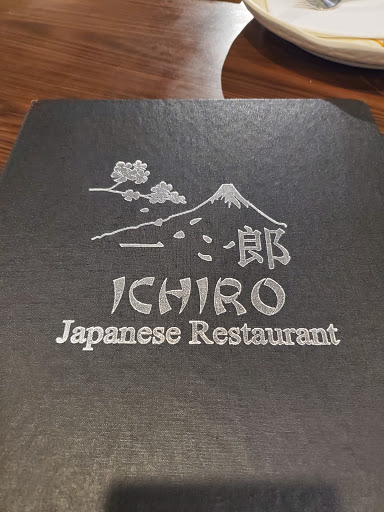 一郎
ICHIRO
Japanese Restaurant